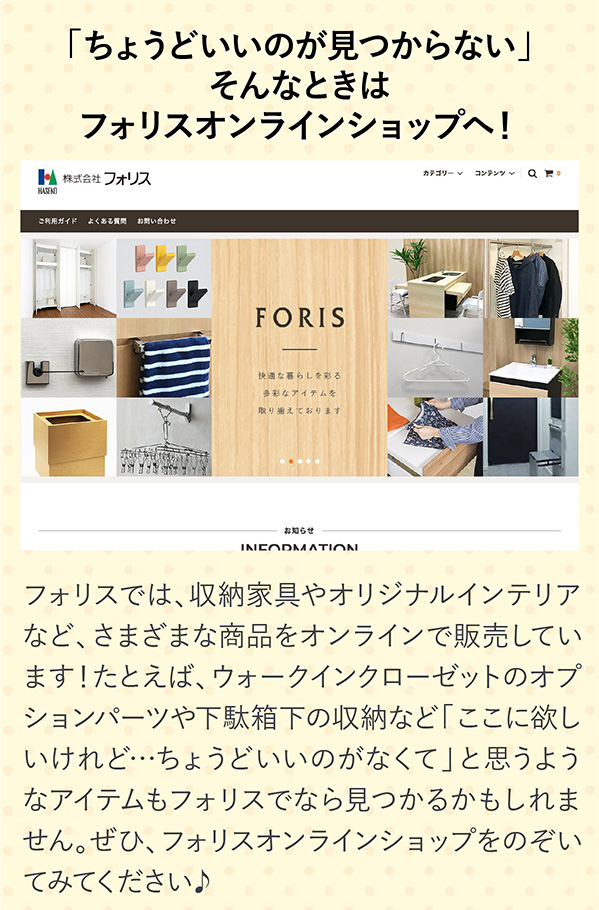 「ちょうどいいのが見つからない」
そんなときは
フォリスオンラインショップへ！
HASEKO
株式会社 フォリス
カテゴリー
コンテンツ
0
ご利用ガイド よくある質問 お問い合わせ
FORIS
快適な暮らしを彩る
多彩なアイテムを
取り揃えております
お知らせ
INFORMATION
フォリスでは、収納家具やオリジナルインテリア
など、さまざまな商品をオンラインで販売してい
ます！たとえば、ウォークインクローゼットのオプ
ションパーツや下駄箱下の収納など「ここに欲し
いけれど…ちょうどいいのがなくて」と思うよう
なアイテムもフォリスでなら見つかるかもしれま
せん。ぜひ、フォリスオンラインショップをのぞい
てみてください♪